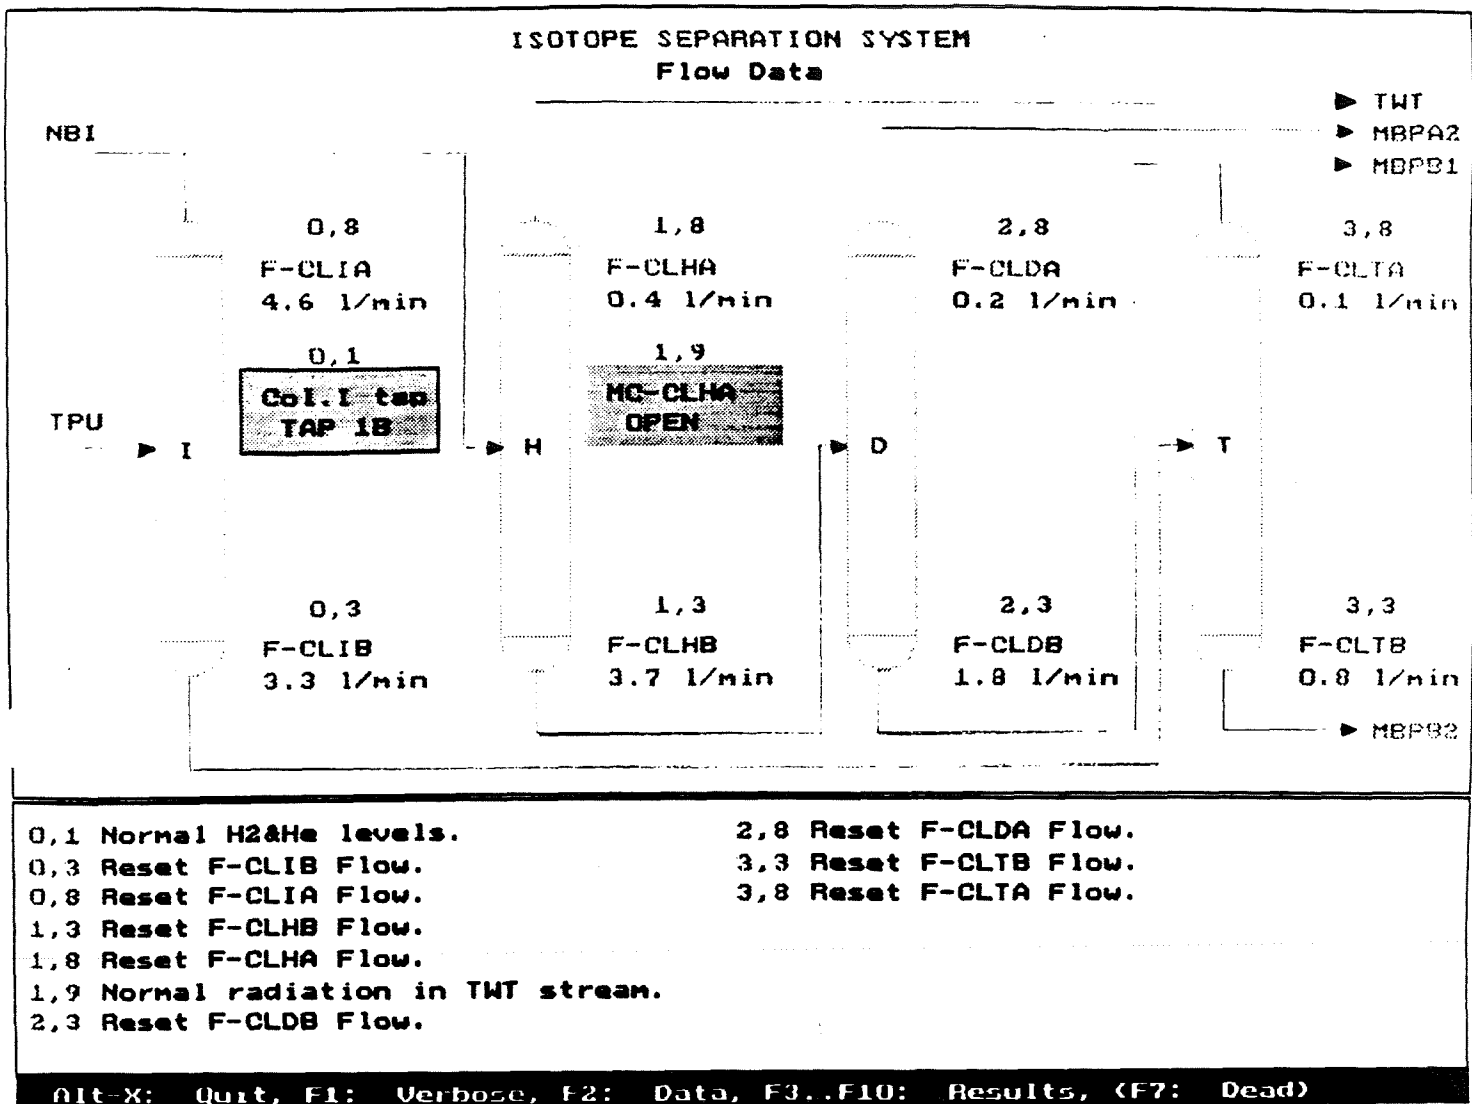 ISOTOPE SEPARATION SYSTEM
Flow Data
TWT
NBI
MBPA2
MBPB1
0,8 1,8 2,8 3,8
F-CLIA F-CLHA F-CLDA F-CLTA
4.6 l/min 0.4 l/min 0.2 l/min 0.1 l/min
0,1 1,9
Col.I tap MC-CLHA
TAP 1B OPEN
TPU
I H D T
0,3 1,3 2,3 3,3
F-CLIB F-CLHB F-CLDB F-CLTB
3.3 l/min 3.7 l/min 1.8 l/min 0.8 l/min
MBPB2
0,1 Normal H2&He levels. 2,8 Reset F-CLDA Flow.
0,3 Reset F-CLIB Flow. 3,3 Reset F-CLTB Flow.
0,8 Reset F-CLIA Flow. 3,8 Reset F-CLTA Flow.
1,3 Reset F-CLHB Flow.
1,8 Reset F-CLHA Flow.
1,9 Normal radiation in TWT stream.
2,3 Reset F-CLDB Flow.
Alt-X: Quit, F1: Verbose, F2: Data, F3..F10: Results, (F7: Dead)